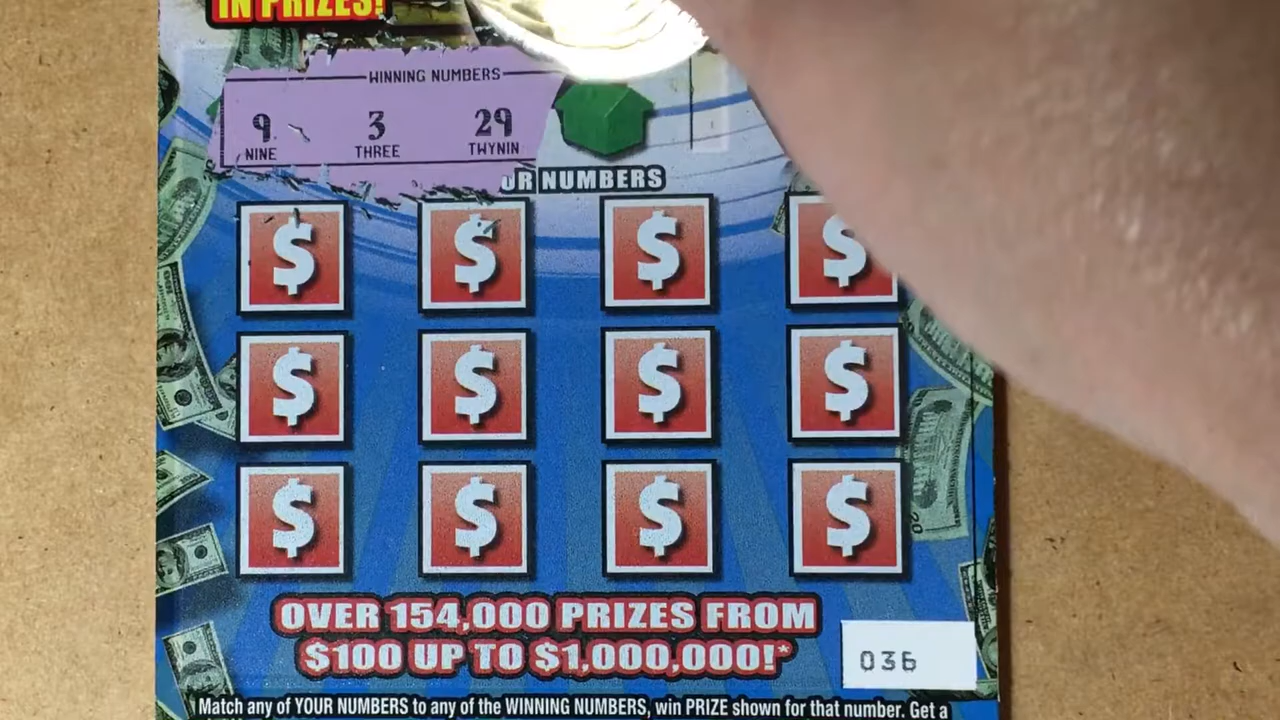 IN PRIZES!
WINNING NUMBERS
9 3 29
NINE THREE TWYNIN
UR NUMBERS
$ $ $ $
$ $ $ $
$ $ $ $
OVER 154,000 PRIZES FROM
$100 UP TO $1,000,000!*
036
Match any of YOUR NUMBERS to any of the WINNING NUMBERS, win PRIZE shown for that number. Get a